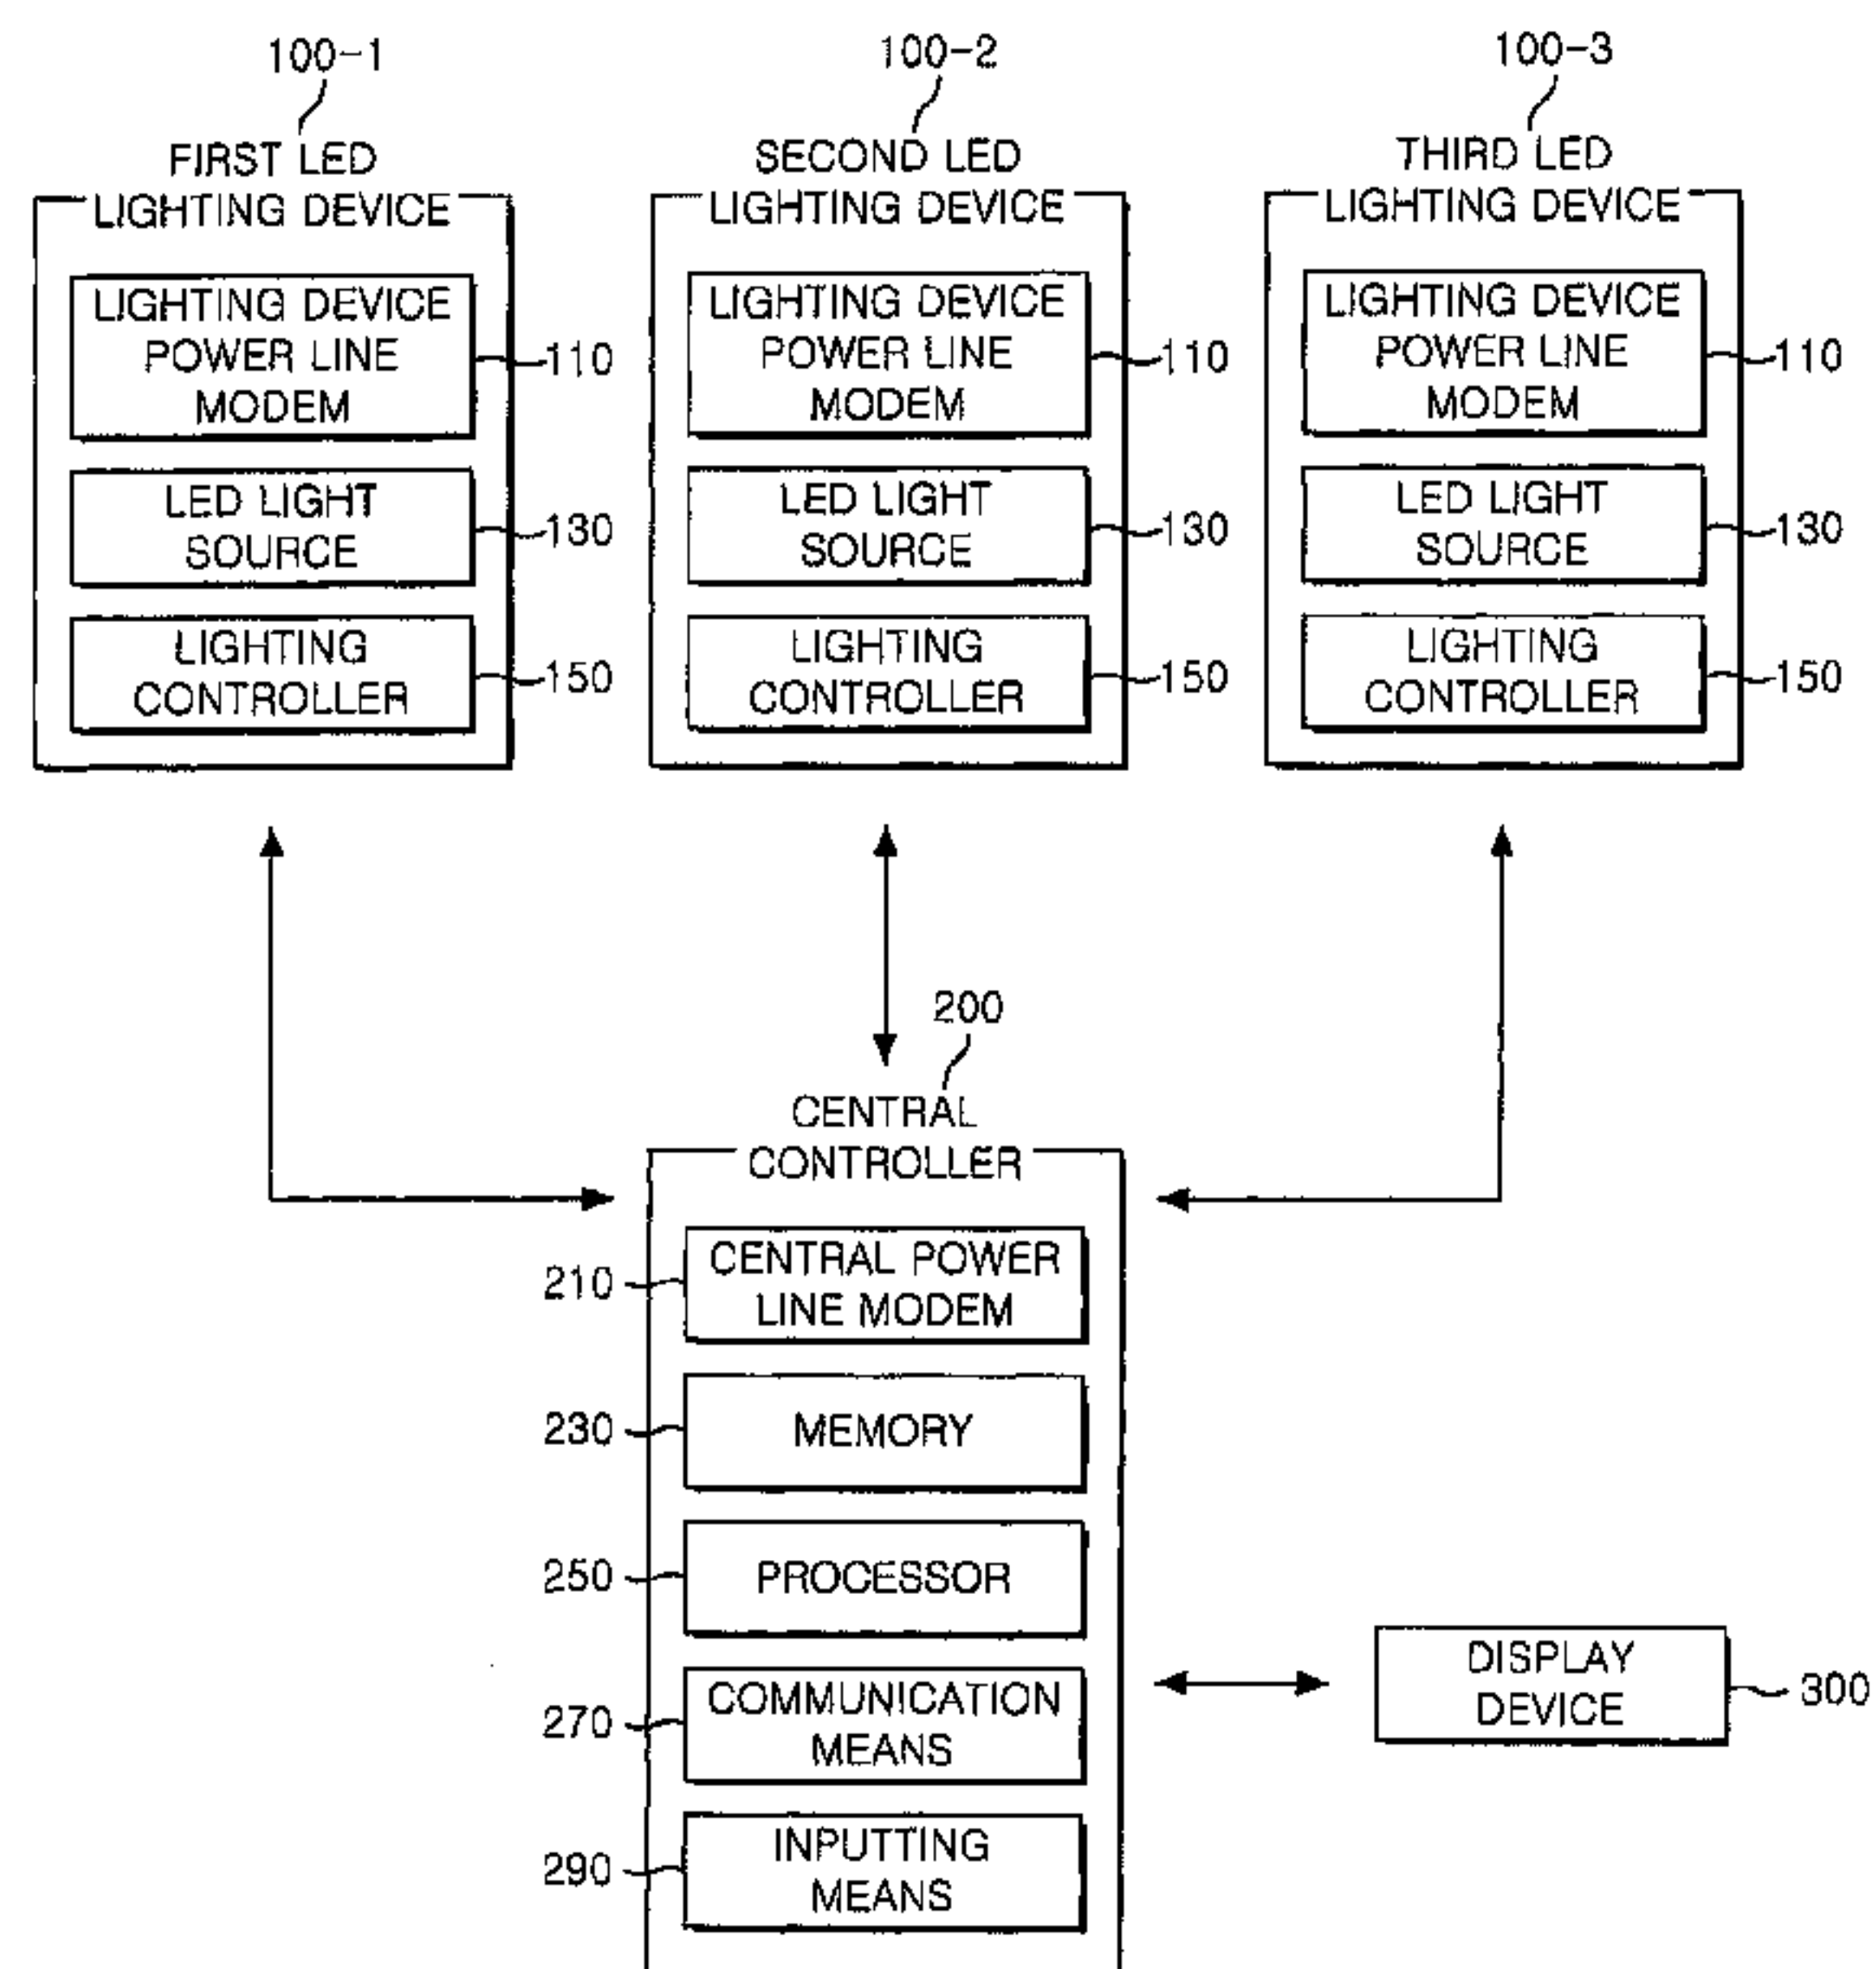 100-1
100-2
100-3
FIRST LED
LIGHTING DEVICE
SECOND LED
LIGHTING DEVICE
THIRD LED
LIGHTING DEVICE
LIGHTING DEVICE
POWER LINE
MODEM
110
LED LIGHT
SOURCE
130
LIGHTING
CONTROLLER
150
LIGHTING DEVICE
POWER LINE
MODEM
110
LED LIGHT
SOURCE
130
LIGHTING
CONTROLLER
150
LIGHTING DEVICE
POWER LINE
MODEM
110
LED LIGHT
SOURCE
130
LIGHTING
CONTROLLER
150
200
CENTRAL
CONTROLLER
210
CENTRAL POWER
LINE MODEM
230
MEMORY
250
PROCESSOR
270
COMMUNICATION
MEANS
290
INPUTTING
MEANS
DISPLAY
DEVICE
300